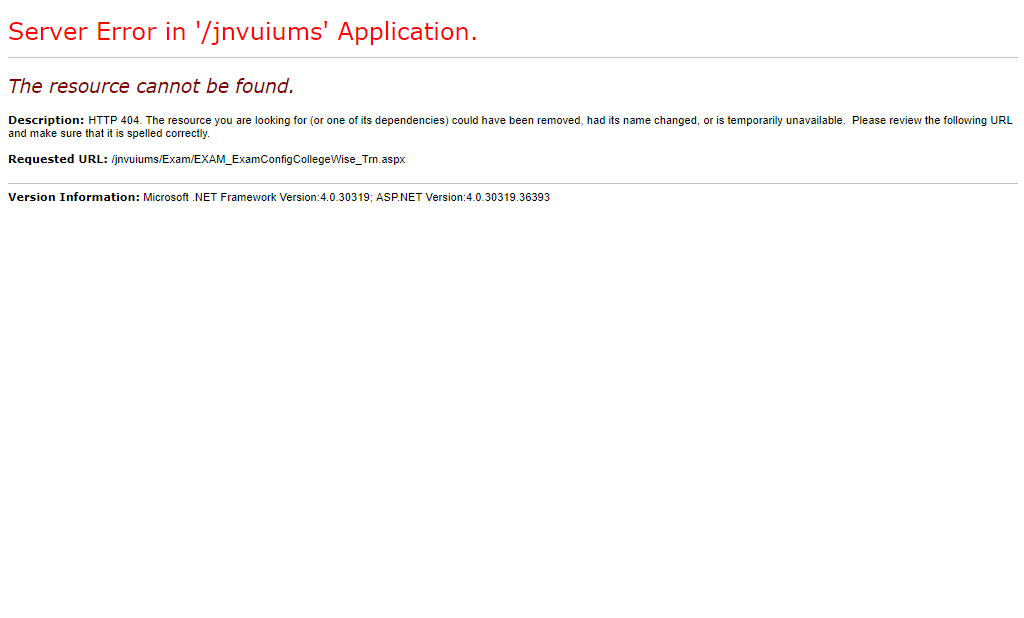 Server Error in '/jnvuiums' Application.
The resource cannot be found.
Description: HTTP 404. The resource you are looking for (or one of its dependencies) could have been removed, had its name changed, or is temporarily unavailable.  Please review the following URL
and make sure that it is spelled correctly.
Requested URL: /jnvuiums/Exam/EXAM_ExamConfigCollegeWise_Trn.aspx
Version Information: Microsoft .NET Framework Version:4.0.30319; ASP.NET Version:4.0.30319.36393